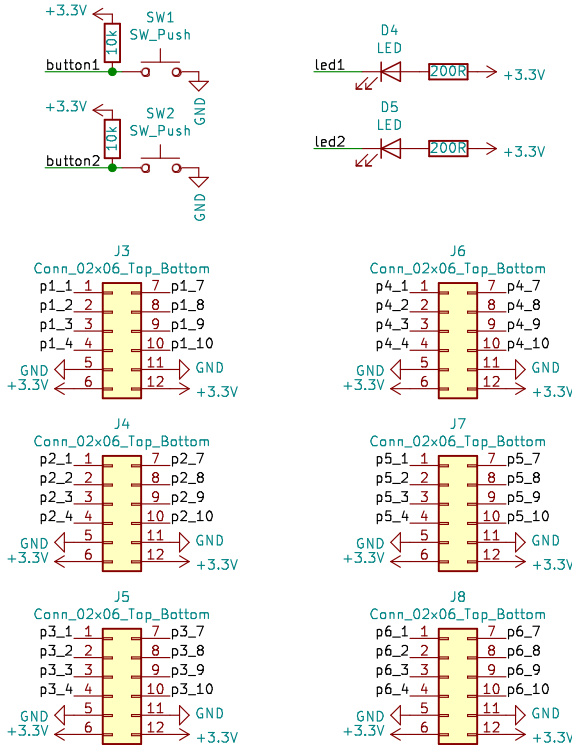 +3.3V
10k
SW1
SW_Push
button1
GND
+3.3V
10k
SW2
SW_Push
button2
GND
D4
LED
led1
200R
+3.3V
D5
LED
led2
200R
+3.3V
J3
Conn_02x06_Top_Bottom
p1_1 1 7 p1_7
p1_2 2 8 p1_8
p1_3 3 9 p1_9
p1_4 4 10 p1_10
GND 5 11 GND
+3.3V 6 12 +3.3V
J6
Conn_02x06_Top_Bottom
p4_1 1 7 p4_7
p4_2 2 8 p4_8
p4_3 3 9 p4_9
p4_4 4 10 p4_10
GND 5 11 GND
+3.3V 6 12 +3.3V
J4
Conn_02x06_Top_Bottom
p2_1 1 7 p2_7
p2_2 2 8 p2_8
p2_3 3 9 p2_9
p2_4 4 10 p2_10
GND 5 11 GND
+3.3V 6 12 +3.3V
J7
Conn_02x06_Top_Bottom
p5_1 1 7 p5_7
p5_2 2 8 p5_8
p5_3 3 9 p5_9
p5_4 4 10 p5_10
GND 5 11 GND
+3.3V 6 12 +3.3V
J5
Conn_02x06_Top_Bottom
p3_1 1 7 p3_7
p3_2 2 8 p3_8
p3_3 3 9 p3_9
p3_4 4 10 p3_10
GND 5 11 GND
+3.3V 6 12 +3.3V
J8
Conn_02x06_Top_Bottom
p6_1 1 7 p6_7
p6_2 2 8 p6_8
p6_3 3 9 p6_9
p6_4 4 10 p6_10
GND 5 11 GND
+3.3V 6 12 +3.3V